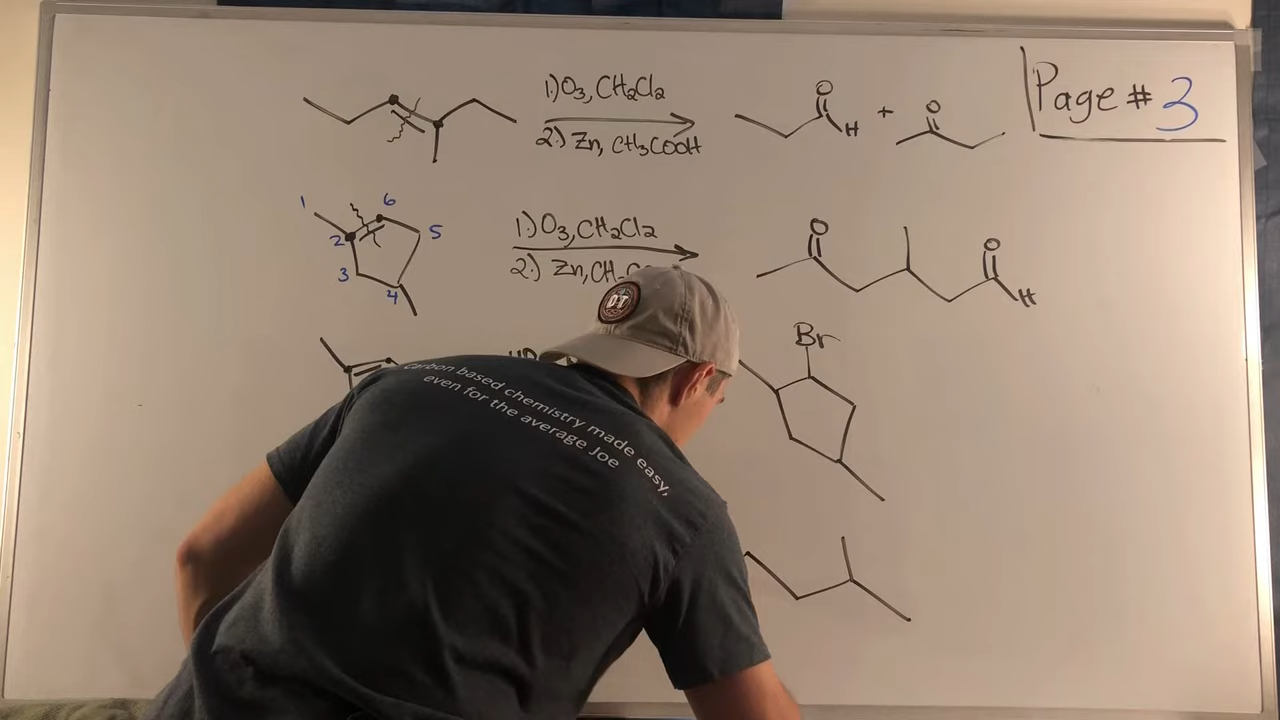 1.) O3, CH2Cl2
2.) Zn, CH3COOH
O
H
+
O
Page # 3
1
2
3
4
5
6
1.) O3, CH2Cl2
2.) Zn, CH
O
O
H
Br
DT
Carbon based chemistry made easy,
even for the average Joe